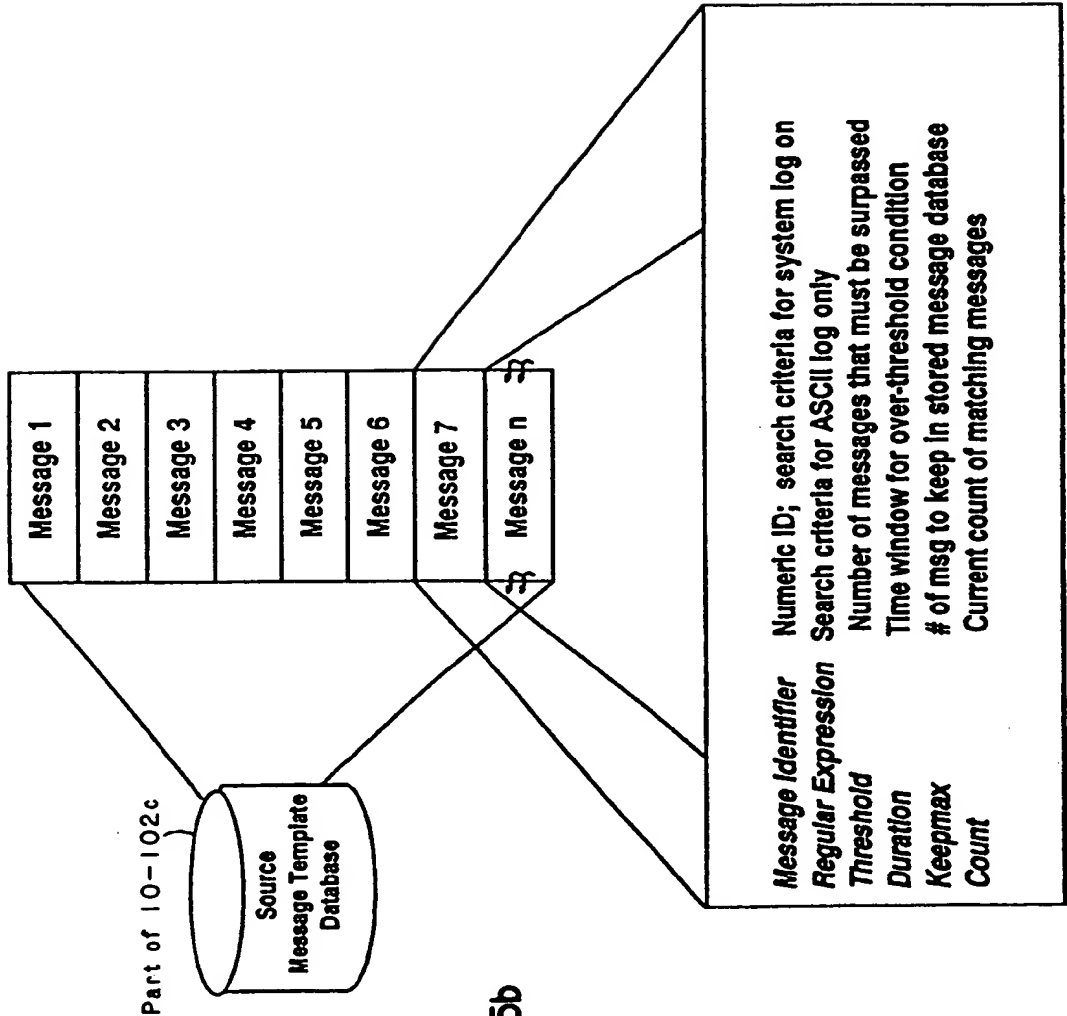 Part of 10-102c
Source
Message Template
Database
Message 1
Message 2
Message 3
Message 4
Message 5
Message 6
Message 7
Message n
Message Identifier Numeric ID; search criteria for system log on
Regular Expression Search criteria for ASCII log only
Threshold Number of messages that must be surpassed
Duration Time window for over-threshold condition
Keepmax # of msg to keep in stored message database
Count Current count of matching messages
5b